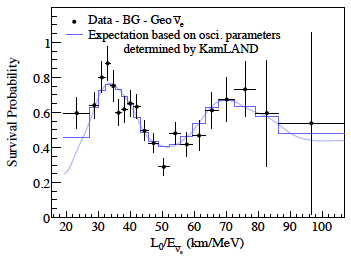 Data - BG - Geo ν̅e
Expectation based on osci. parameters
determined by KamLAND
Survival Probability
1
0.8
0.6
0.4
0.2
0
20 30 40 50 60 70 80 90 100
L0/Eν̅e (km/MeV)